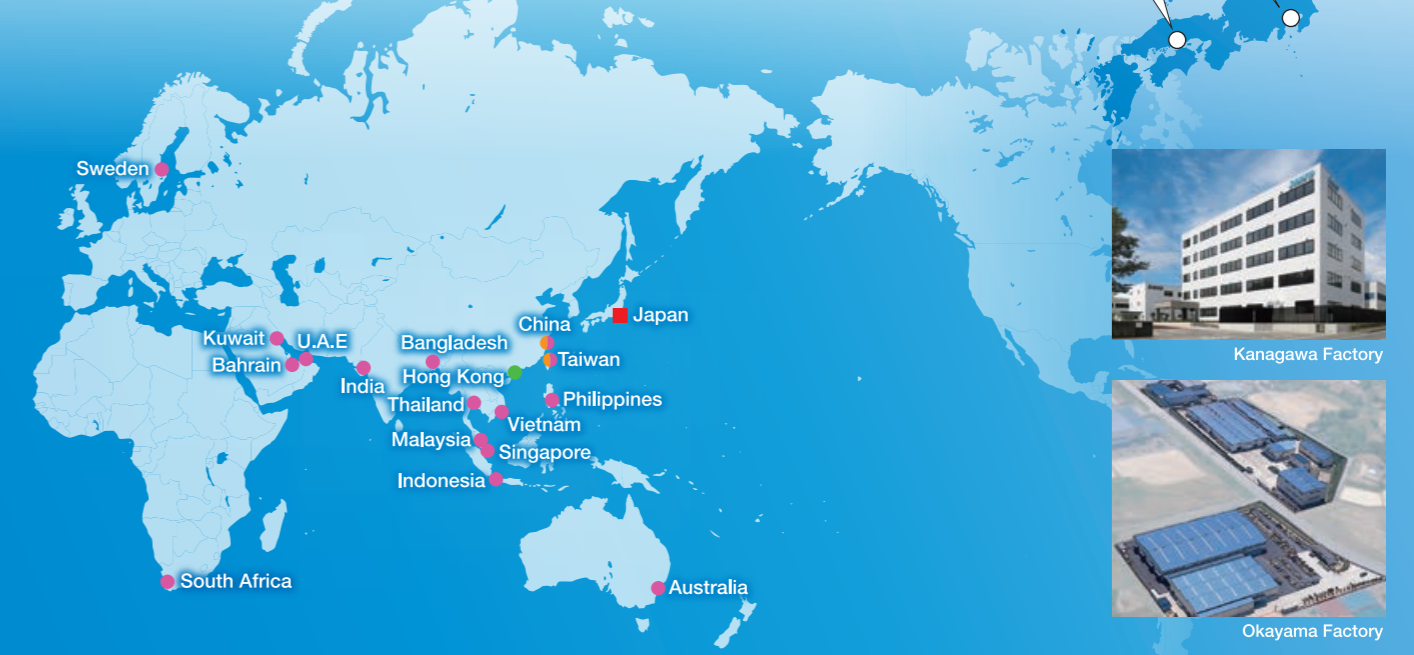 Sweden
Japan
China
Kuwait
U.A.E
Bangladesh
Taiwan
Bahrain
India
Hong Kong
Thailand
Philippines
Vietnam
Malaysia
Singapore
Indonesia
South Africa
Australia
Kanagawa Factory
Okayama Factory